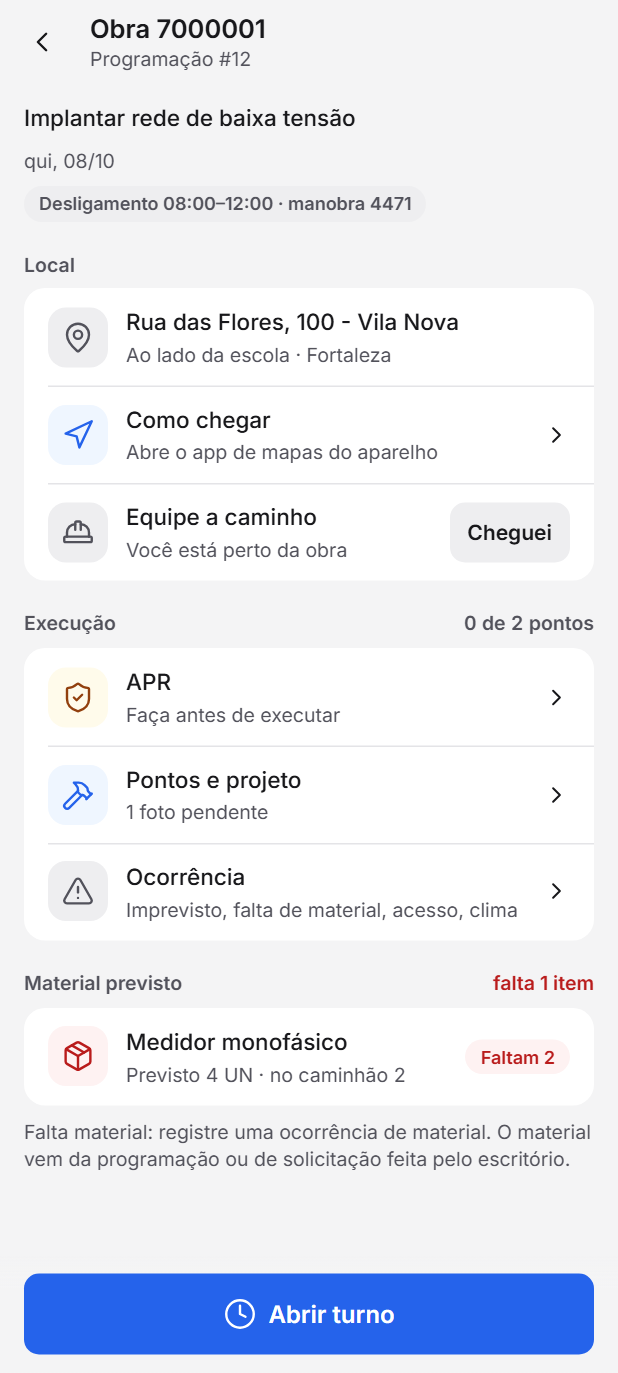 Obra 7000001
Programação #12
Implantar rede de baixa tensão
qui, 08/10
Desligamento 08:00–12:00 · manobra 4471
Local
Rua das Flores, 100 - Vila Nova
Ao lado da escola · Fortaleza
Como chegar
Abre o app de mapas do aparelho
Equipe a caminho
Você está perto da obra
Cheguei
Execução
0 de 2 pontos
APR
Faça antes de executar
Pontos e projeto
1 foto pendente
Ocorrência
Imprevisto, falta de material, acesso, clima
Material previsto
falta 1 item
Medidor monofásico
Previsto 4 UN · no caminhão 2
Faltam 2
Falta material: registre uma ocorrência de material. O material
vem da programação ou de solicitação feita pelo escritório.
Abrir turno